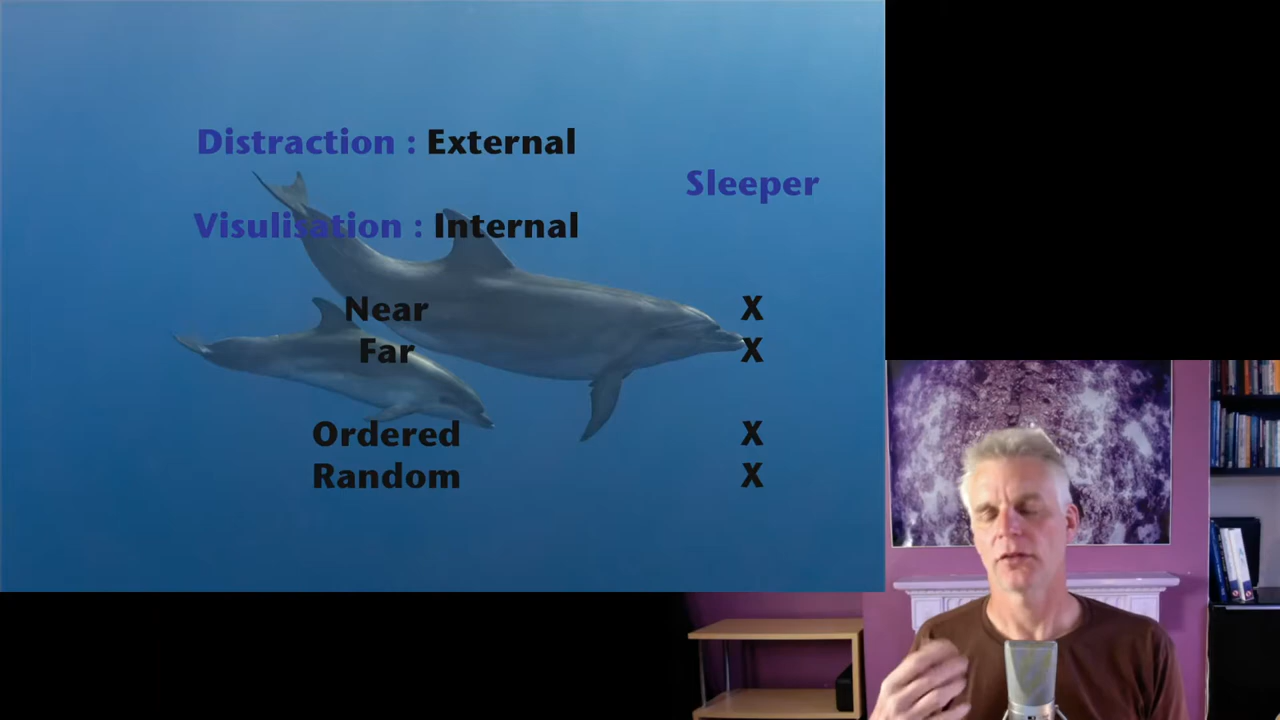 Distraction : External
Sleeper
Visulisation : Internal
Near X
Far X
Ordered X
Random X